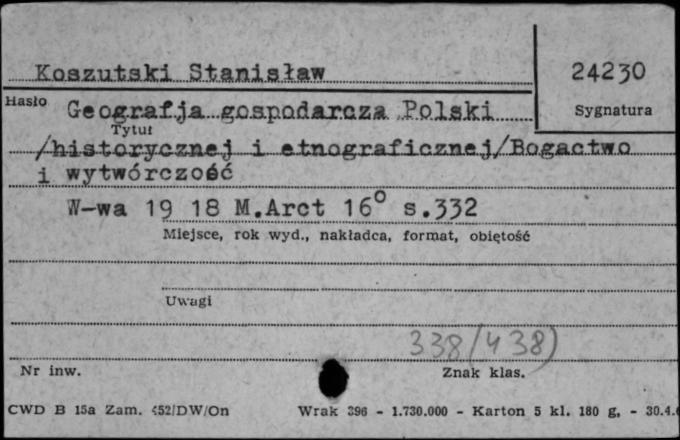 Koszutski Stanisław
24230
Hasło
Geografja gospodarcza Polski
Sygnatura
Tytuł
/historycznej i etnograficznej/Bogactwo
i wytwórczość
W-wa 19 18 M.Arct 16° s.332
Miejsce, rok wyd., nakładca, format, objętość
Uwagi
338(438)
Nr inw.
Znak klas.
CWD B 15a Zam. 452/DW/On Wrak 396 - 1.730.000 - Karton 5 kl. 180 g, - 30.4.